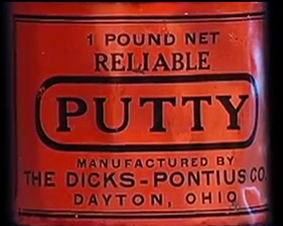 1 POUND NET
RELIABLE
PUTTY
MANUFACTURED BY
THE DICKS-PONTIUS CO.
DAYTON, OHIO